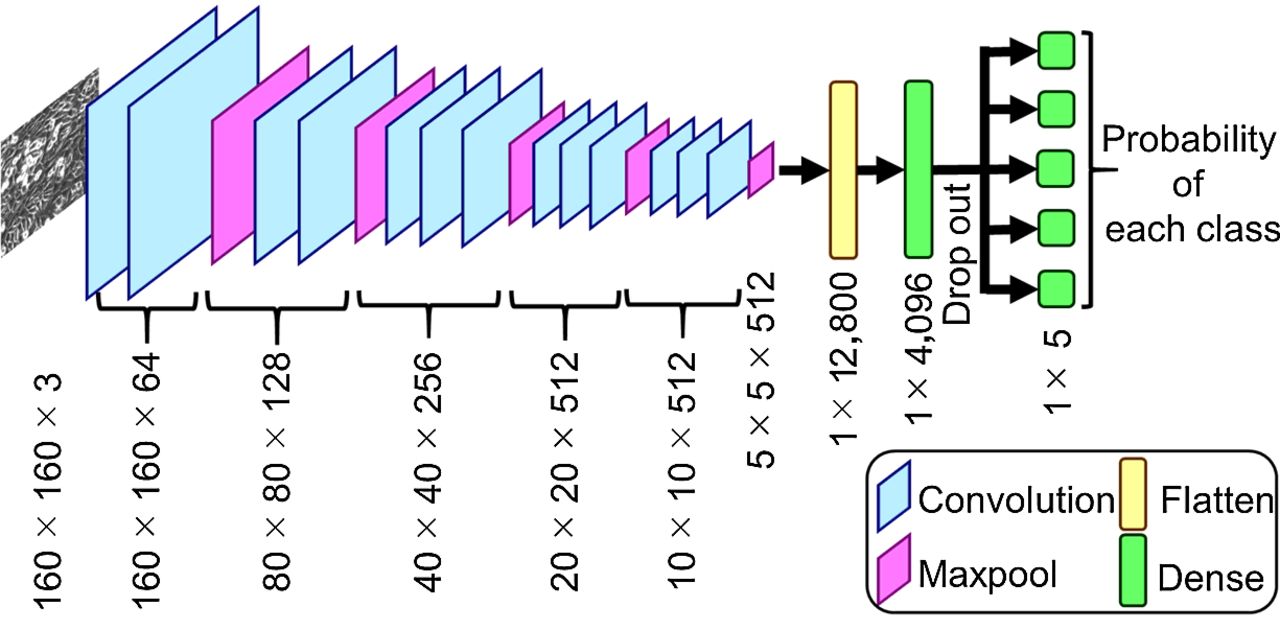 160 × 160 × 3
160 × 160 × 64
80 × 80 × 128
40 × 40 × 256
20 × 20 × 512
10 × 10 × 512
5 × 5 × 512
1 × 12,800
1 × 4,096
Drop out
1 × 5
Probability
of
each class
Convolution
Flatten
Maxpool
Dense